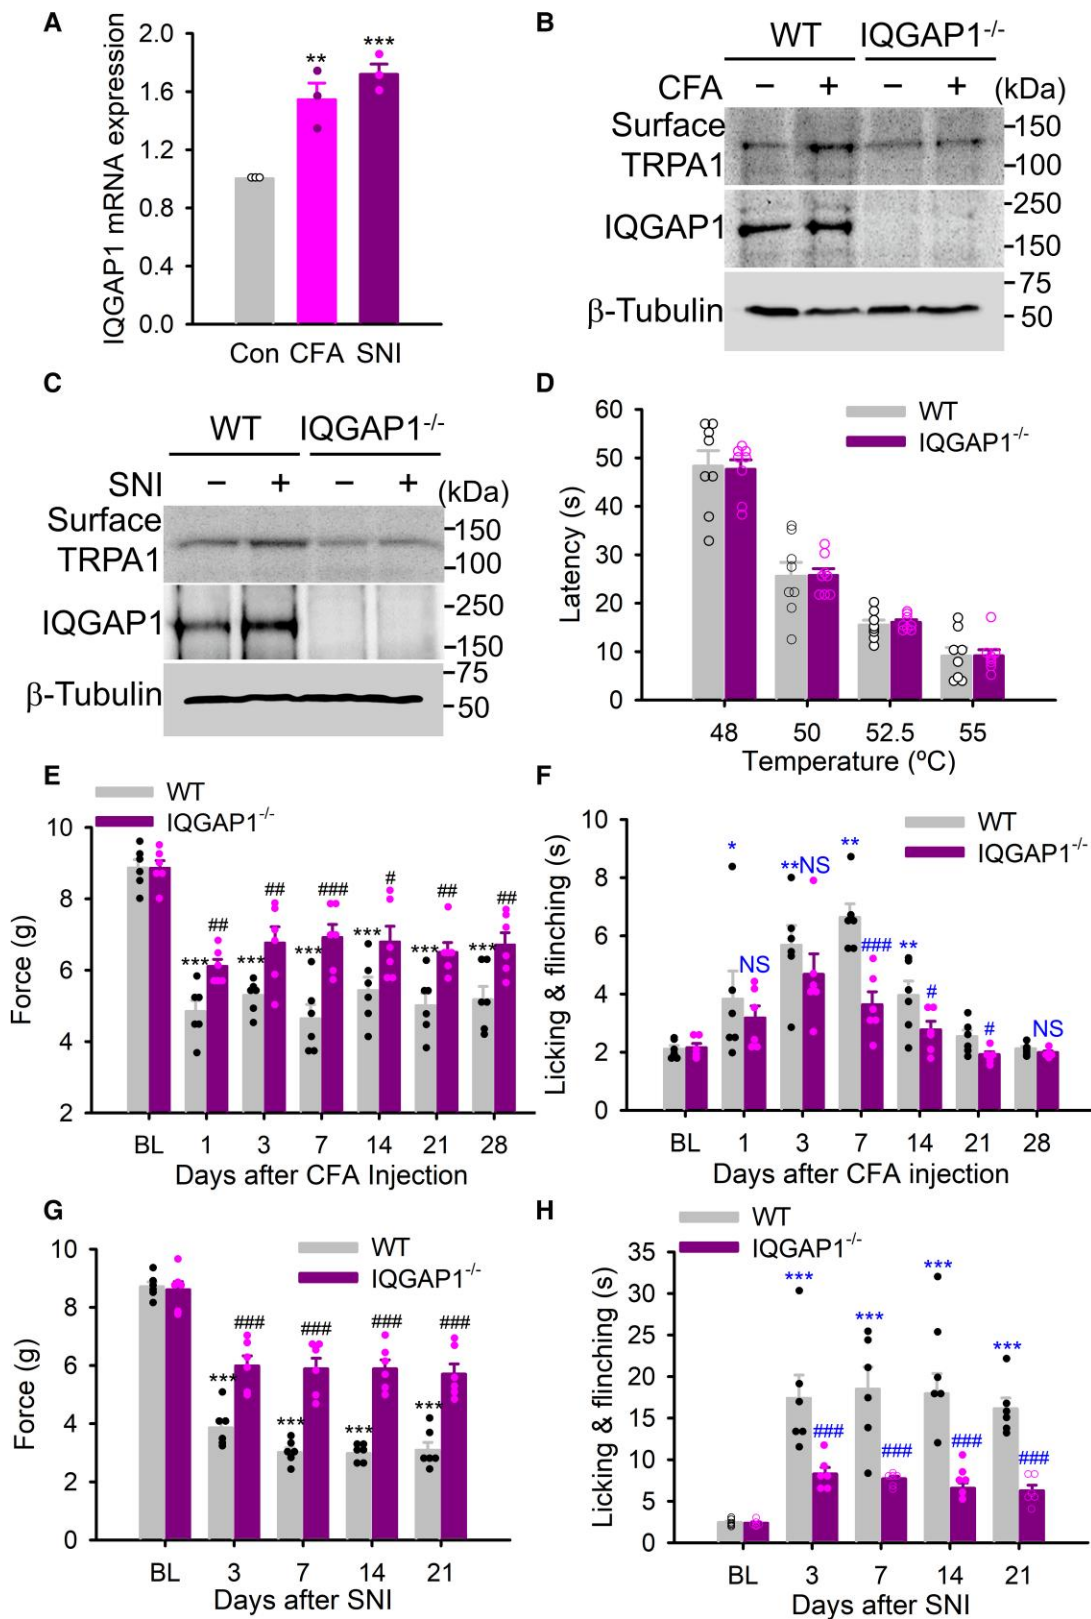 A
IQGAP1 mRNA expression
2.0
1.6
1.2
0.8
0.4
0.0
**
***
Con CFA SNI
B
WT IQGAP1-/-
CFA − + − + (kDa)
Surface TRPA1
-150
-100
IQGAP1
-250
-150
β-Tubulin
-75
-50
C
WT IQGAP1-/-
SNI − + − + (kDa)
Surface TRPA1
-150
-100
IQGAP1
-250
-150
β-Tubulin
-75
-50
D
WT
IQGAP1-/-
Latency (s)
60
50
40
30
20
10
0
48 50 52.5 55
Temperature (ºC)
E
WT
IQGAP1-/-
Force (g)
10
8
6
4
2
*** ## *** ## *** ### *** # *** ## *** ##
BL 1 3 7 14 21 28
Days after CFA Injection
F
WT
IQGAP1-/-
Licking & flinching (s)
10
8
6
4
2
0
* NS ** NS ** ### ** # # NS
BL 1 3 7 14 21 28
Days after CFA injection
G
WT
IQGAP1-/-
Force (g)
10
8
6
4
2
0
*** ### *** ### *** ### *** ###
BL 3 7 14 21
Days after SNI
H
WT
IQGAP1-/-
Licking & flinching (s)
35
30
25
20
15
10
5
0
*** ### *** ### *** ### *** ###
BL 3 7 14 21
Days after SNI